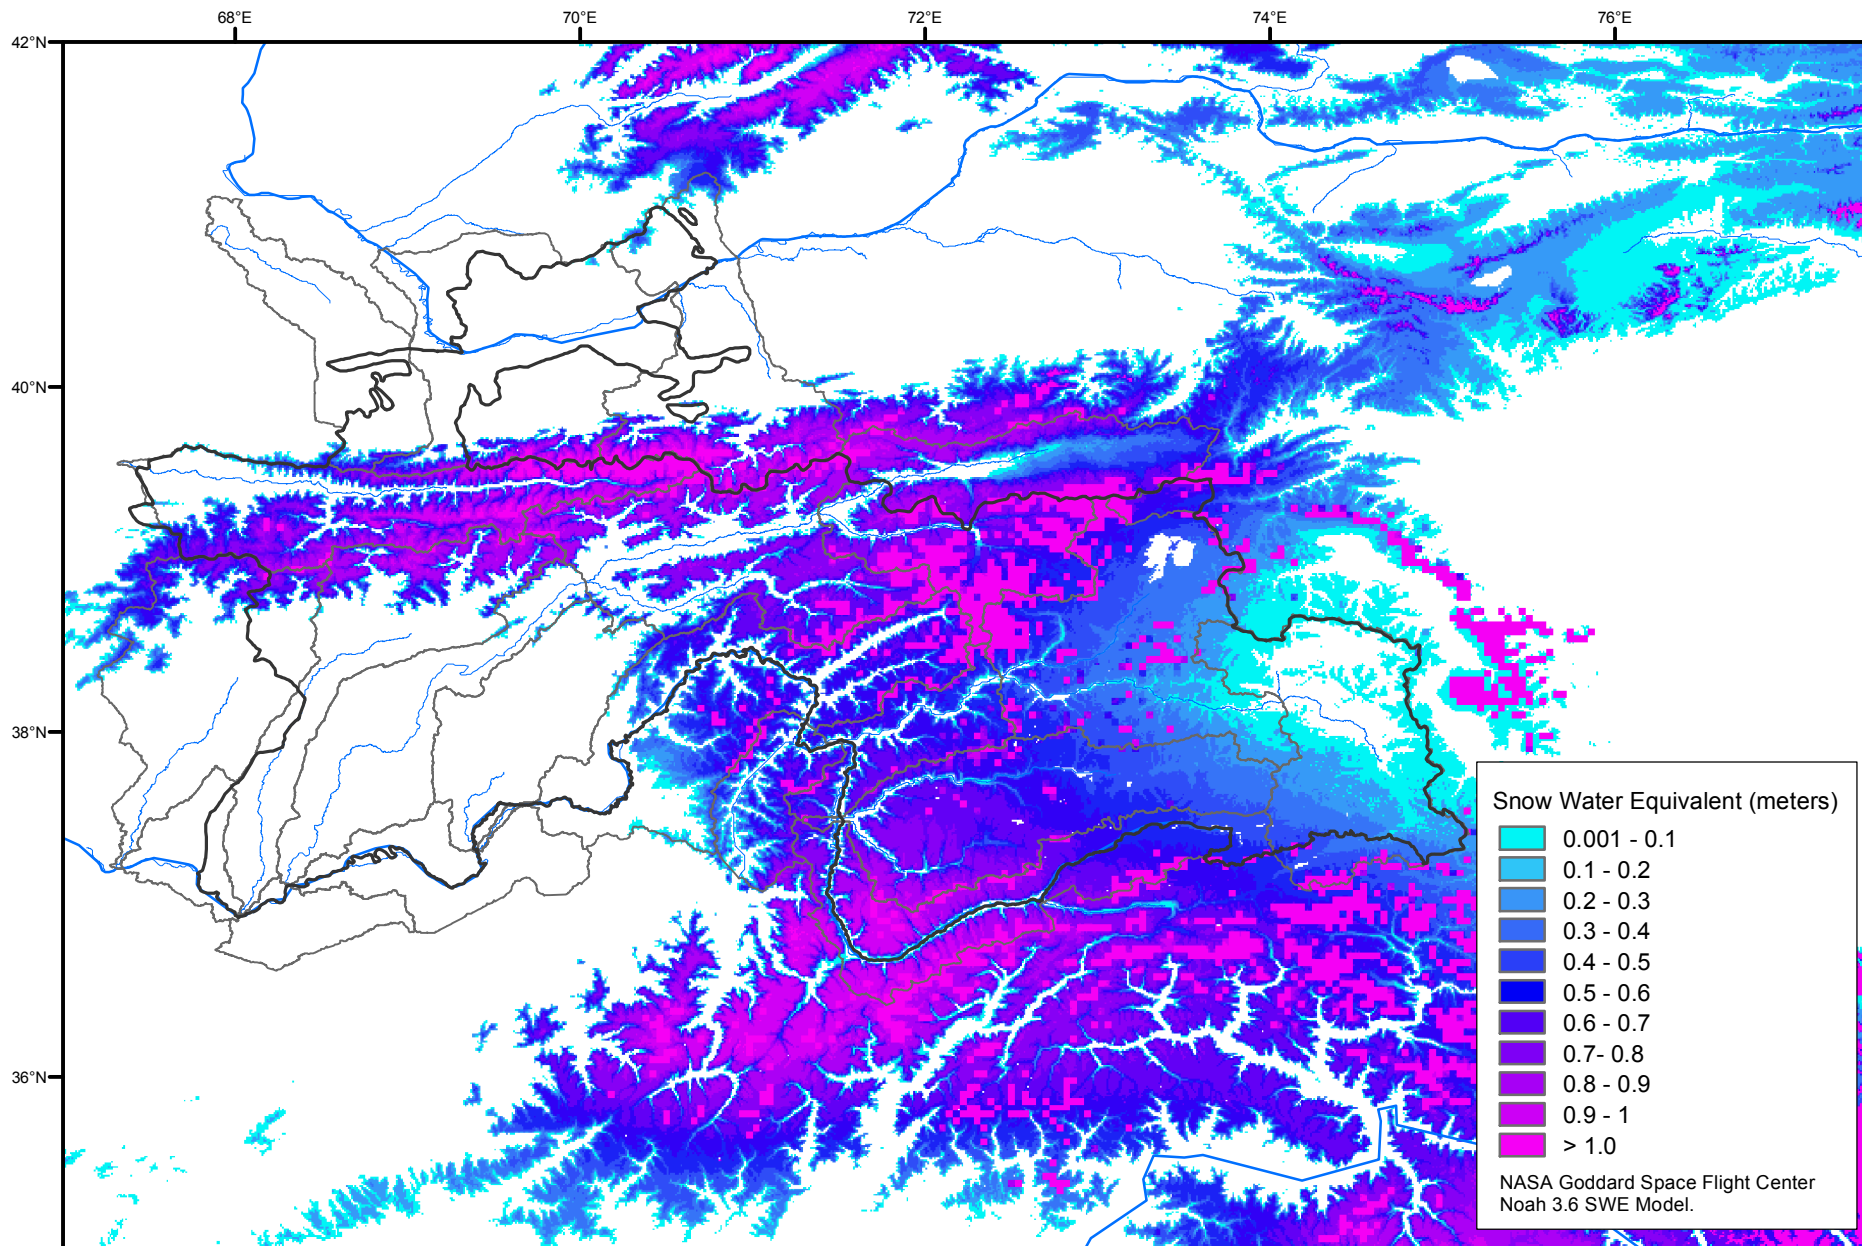 68°E 70°E 72°E 74°E 76°E
42°N
40°N
38°N
36°N
Snow Water Equivalent (meters)
0.001 - 0.1
0.1 - 0.2
0.2 - 0.3
0.3 - 0.4
0.4 - 0.5
0.5 - 0.6
0.6 - 0.7
0.7- 0.8
0.8 - 0.9
0.9 - 1
> 1.0
NASA Goddard Space Flight Center
Noah 3.6 SWE Model.